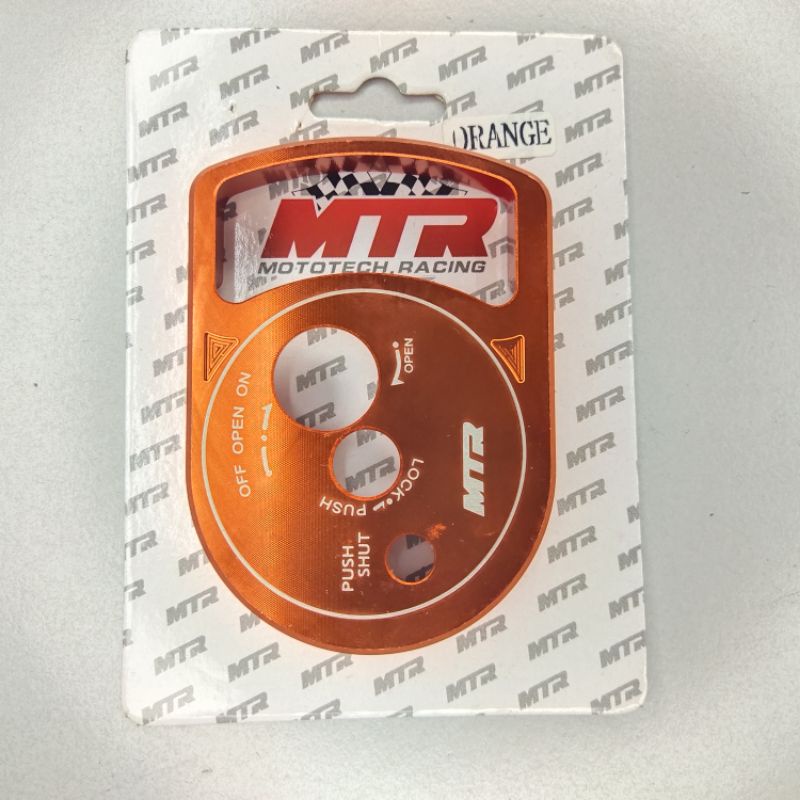 ORANGE
MTR
MOTOTECH.RACING
OPEN
OFF OPEN ON
LOCK PUSH
MTR
PUSH
SHUT